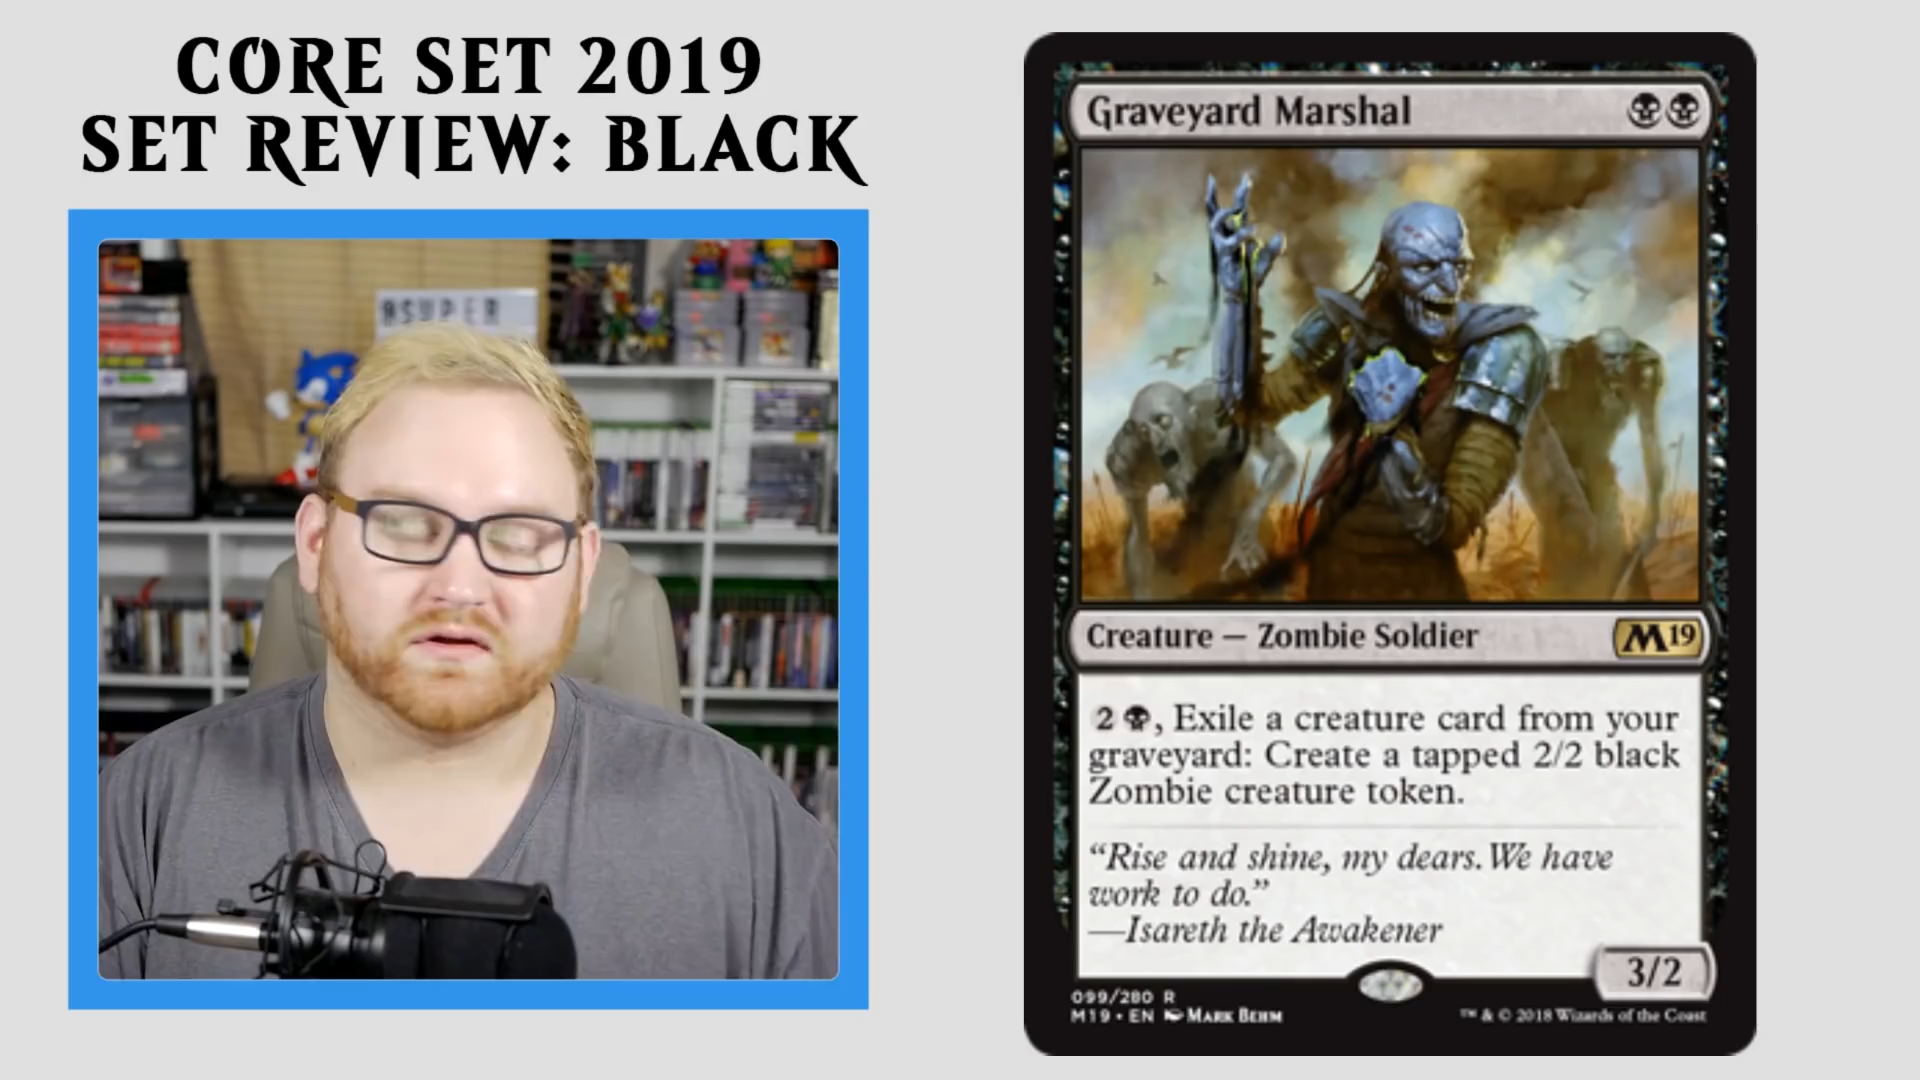 CORE SET 2019
SET REVIEW: BLACK
SUPER
Graveyard Marshal
Creature — Zombie Soldier
M19
2, Exile a creature card from your
graveyard: Create a tapped 2/2 black
Zombie creature token.
“Rise and shine, my dears. We have
work to do.”
—Isareth the Awakener
3/2
099/280 R
M19 • EN MARK BEHM
™ & © 2018 Wizards of the Coast